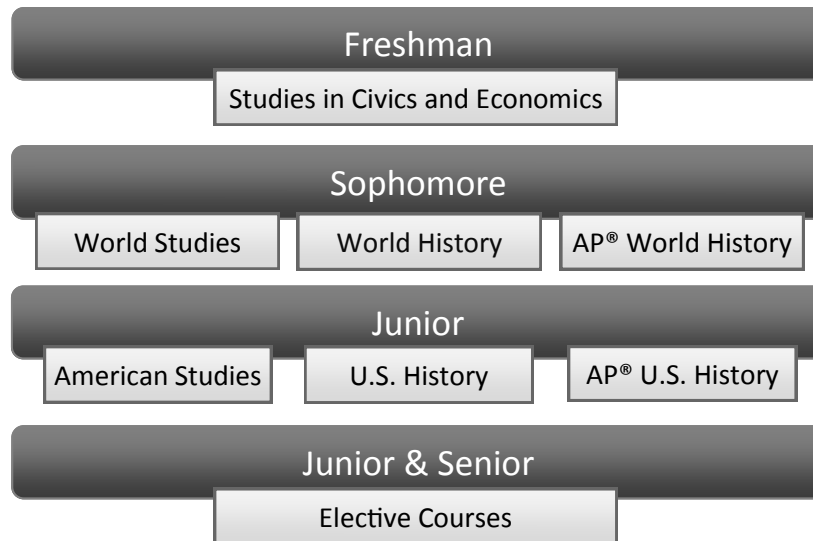 Freshman
Studies in Civics and Economics
Sophomore
World Studies
World History
AP® World History
Junior
American Studies
U.S. History
AP® U.S. History
Junior & Senior
Elective Courses